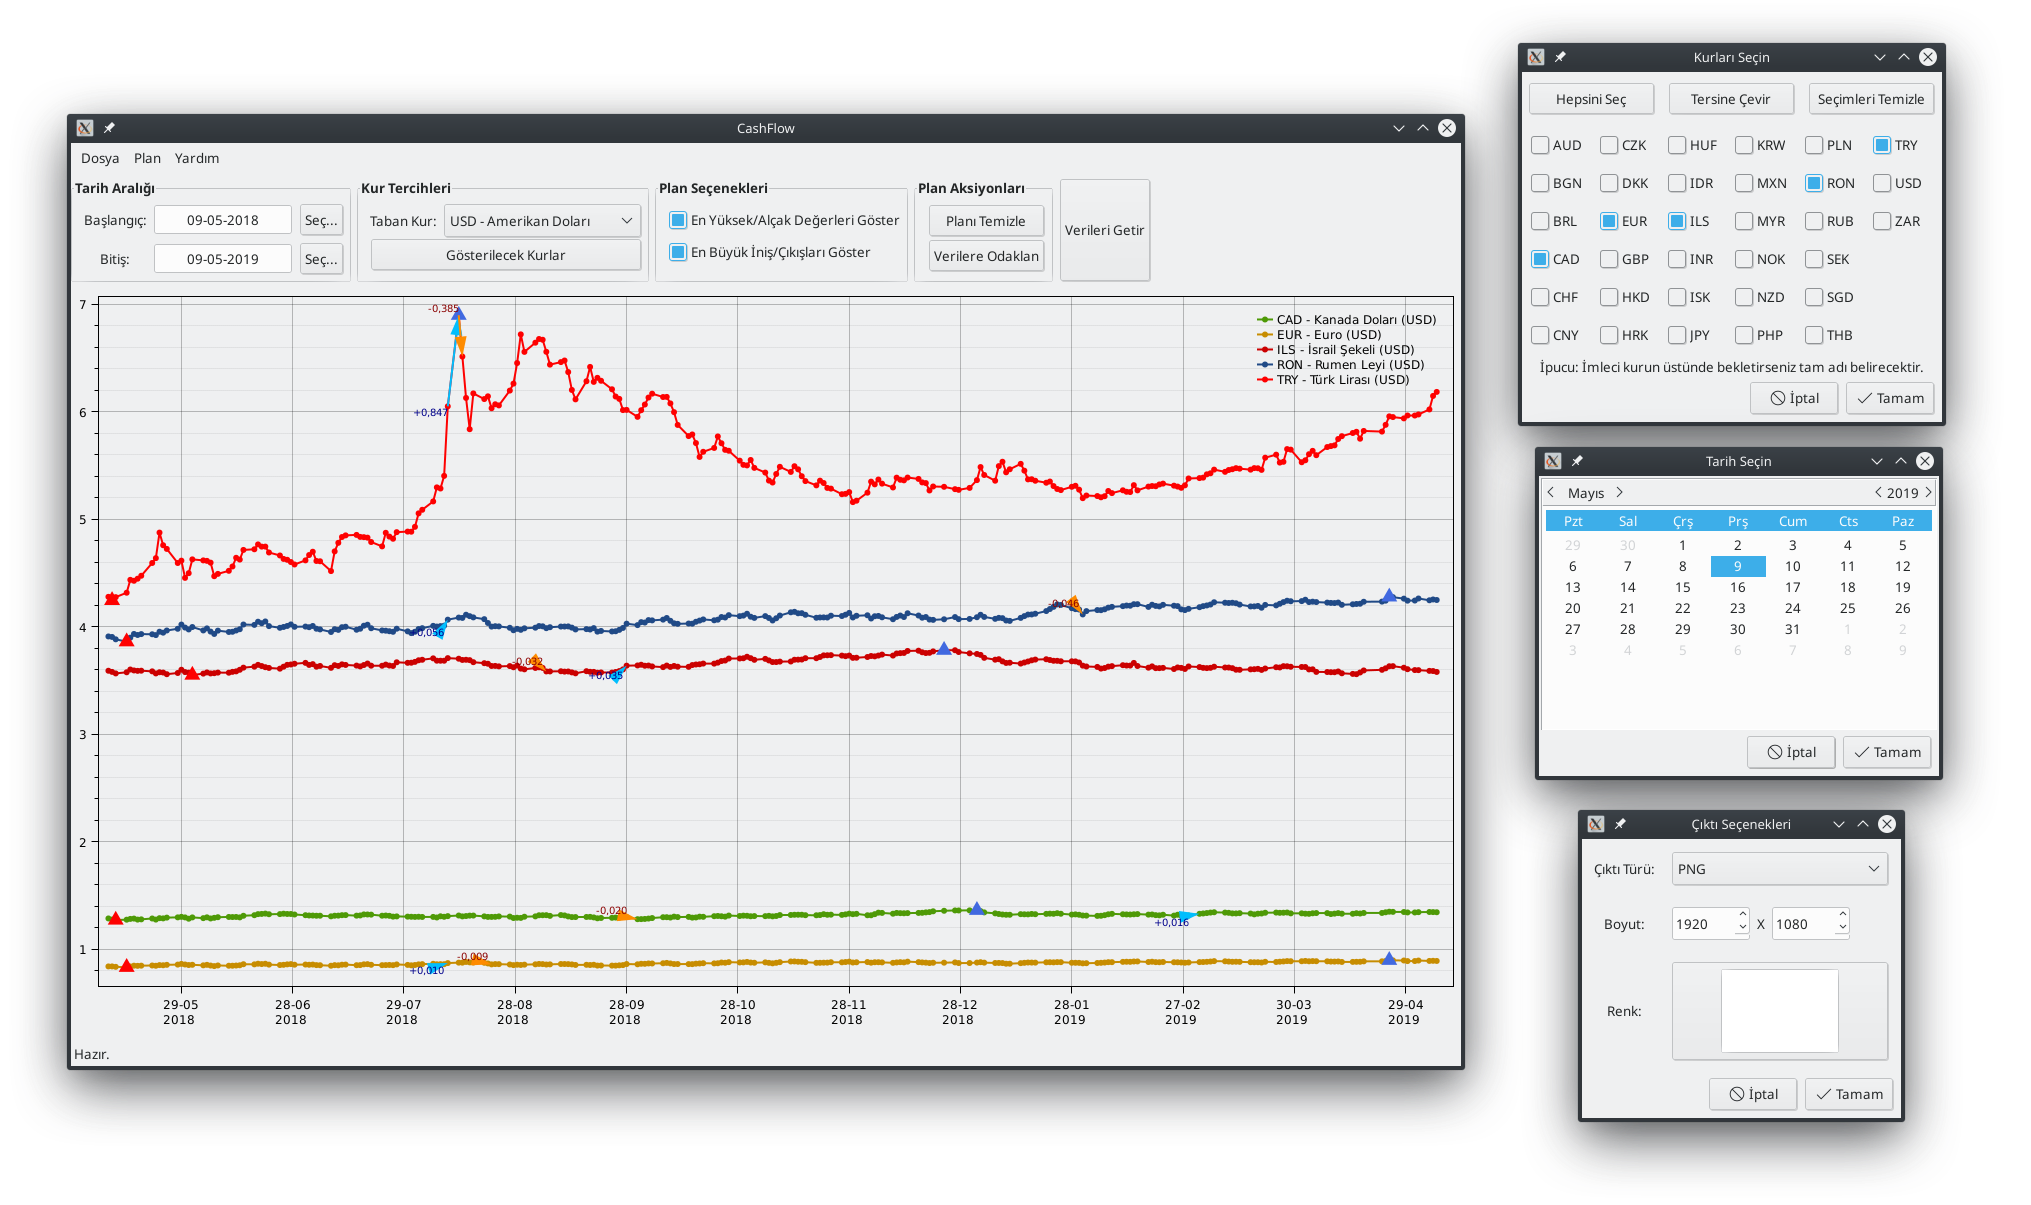 CashFlow
Dosya Plan Yardım
Tarih Aralığı
Başlangıç: 09-05-2018 Seç...
Bitiş: 09-05-2019 Seç...
Kur Tercihleri
Taban Kur: USD - Amerikan Doları
Gösterilecek Kurlar
Plan Seçenekleri
En Yüksek/Alçak Değerleri Göster
En Büyük İniş/Çıkışları Göster
Plan Aksiyonları
Planı Temizle
Verilere Odaklan
Verileri Getir
7
6
5
4
3
2
1
-0,385
+0,847
-0,046
+0,056
-0,032
+0,035
-0,020
+0,016
-0,009
+0,010
CAD - Kanada Doları (USD)
EUR - Euro (USD)
ILS - İsrail Şekeli (USD)
RON - Rumen Leyi (USD)
TRY - Türk Lirası (USD)
29-05 28-06 29-07 28-08 28-09 28-10 28-11 28-12 28-01 27-02 30-03 29-04
2018 2018 2018 2018 2018 2018 2018 2018 2019 2019 2019 2019
Hazır.
Kurları Seçin
Hepsini Seç Tersine Çevir Seçimleri Temizle
AUD CZK HUF KRW PLN TRY
BGN DKK IDR MXN RON USD
BRL EUR ILS MYR RUB ZAR
CAD GBP INR NOK SEK
CHF HKD ISK NZD SGD
CNY HRK JPY PHP THB
İpucu: İmleci kurun üstünde bekletirseniz tam adı belirecektir.
İptal Tamam
Tarih Seçin
Mayıs 2019
Pzt Sal Çrş Prş Cum Cts Paz
29 30 1 2 3 4 5
6 7 8 9 10 11 12
13 14 15 16 17 18 19
20 21 22 23 24 25 26
27 28 29 30 31 1 2
3 4 5 6 7 8 9
İptal Tamam
Çıktı Seçenekleri
Çıktı Türü: PNG
Boyut: 1920 X 1080
Renk:
İptal Tamam